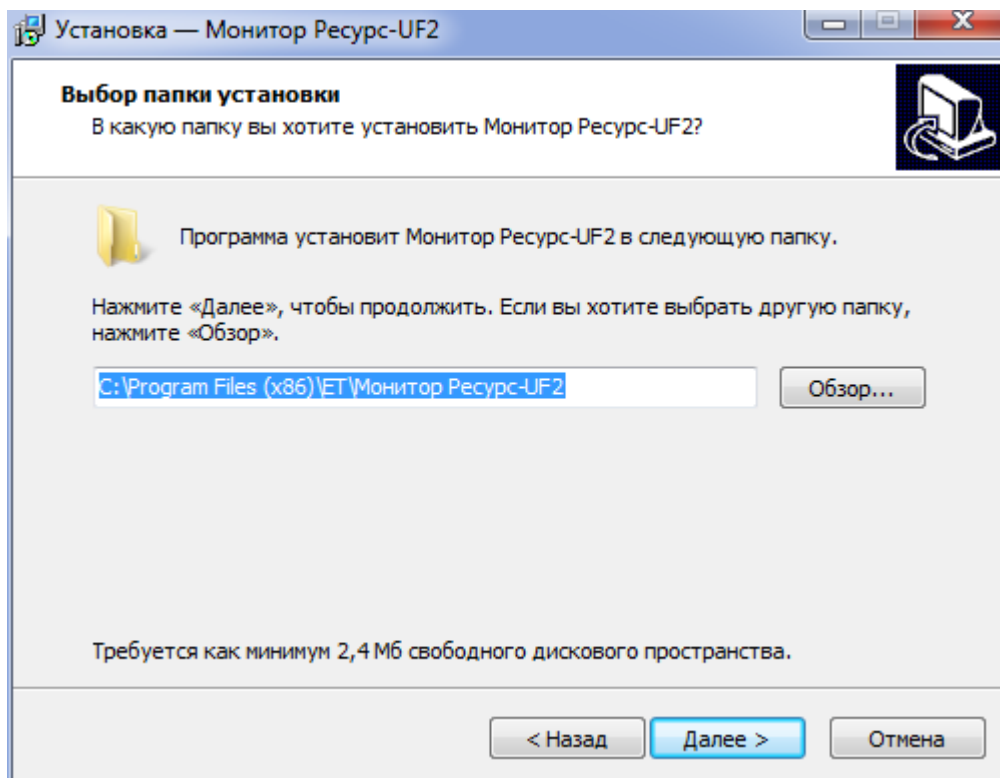 Установка — Монитор Ресурс-UF2
Выбор папки установки
В какую папку вы хотите установить Монитор Ресурс-UF2?
Программа установит Монитор Ресурс-UF2 в следующую папку.
Нажмите «Далее», чтобы продолжить. Если вы хотите выбрать другую папку,
нажмите «Обзор».
C:\Program Files (x86)\ET\Монитор Ресурс-UF2
Обзор...
Требуется как минимум 2,4 Мб свободного дискового пространства.
< Назад
Далее >
Отмена